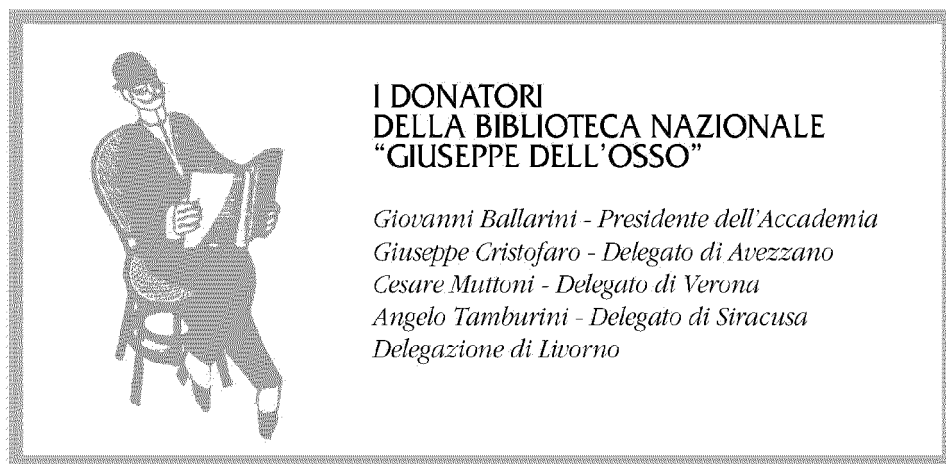 I DONATORI
DELLA BIBLIOTECA NAZIONALE
“GIUSEPPE DELL’OSSO”
Giovanni Ballarini - Presidente dell’Accademia
Giuseppe Cristofaro - Delegato di Avezzano
Cesare Muttoni - Delegato di Verona
Angelo Tamburini - Delegato di Siracusa
Delegazione di Livorno